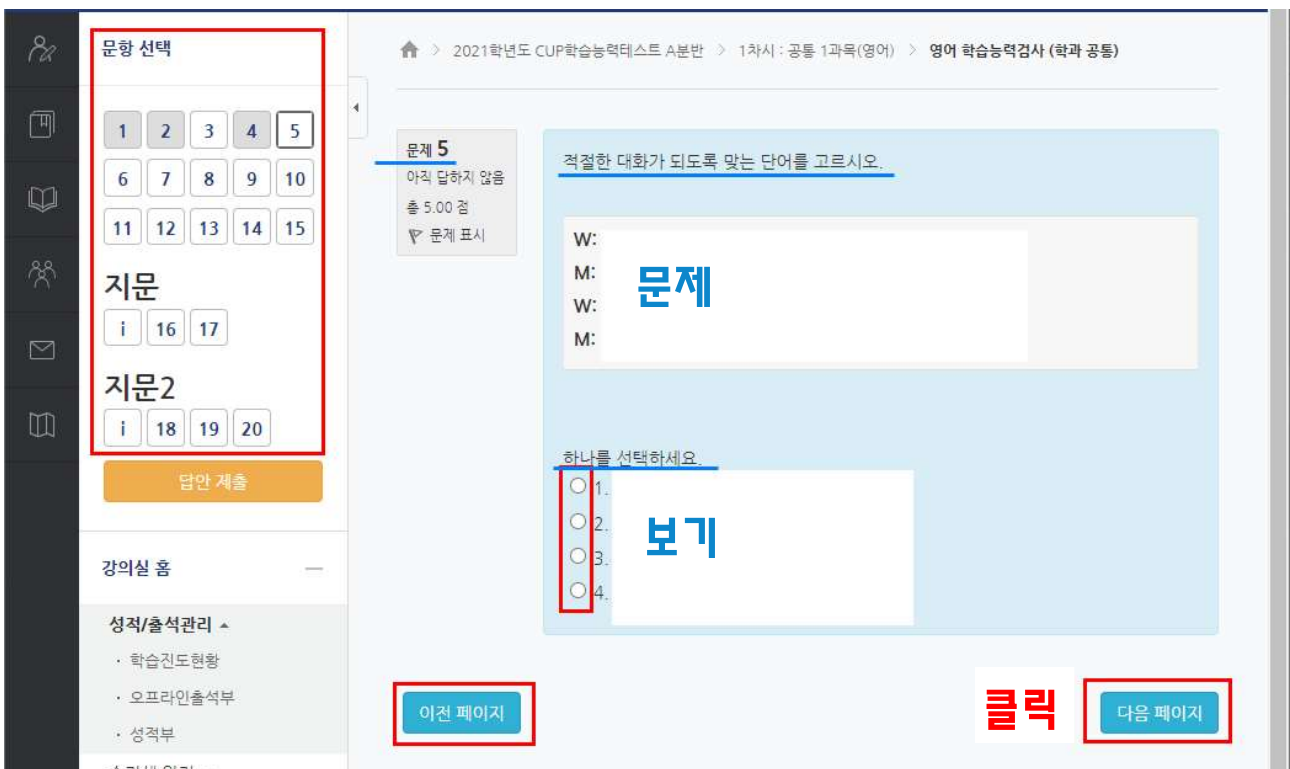 문항 선택
1 2 3 4 5
6 7 8 9 10
11 12 13 14 15
지문
i 16 17
지문2
i 18 19 20
답안 제출
강의실 홈
성적/출석관리
· 학습진도현황
· 오프라인출석부
· 성적부
2021학년도 CUP학습능력테스트 A분반 > 1차시 : 공통 1과목(영어) > 영어 학습능력검사 (학과 공통)
문제 5
아직 답하지 않음
총 5.00 점
문제 표시
적절한 대화가 되도록 맞는 단어를 고르시오.
W:
M:
W:
M:
문제
하나를 선택하세요.
1.
2.
3.
4.
보기
이전 페이지
클릭
다음 페이지